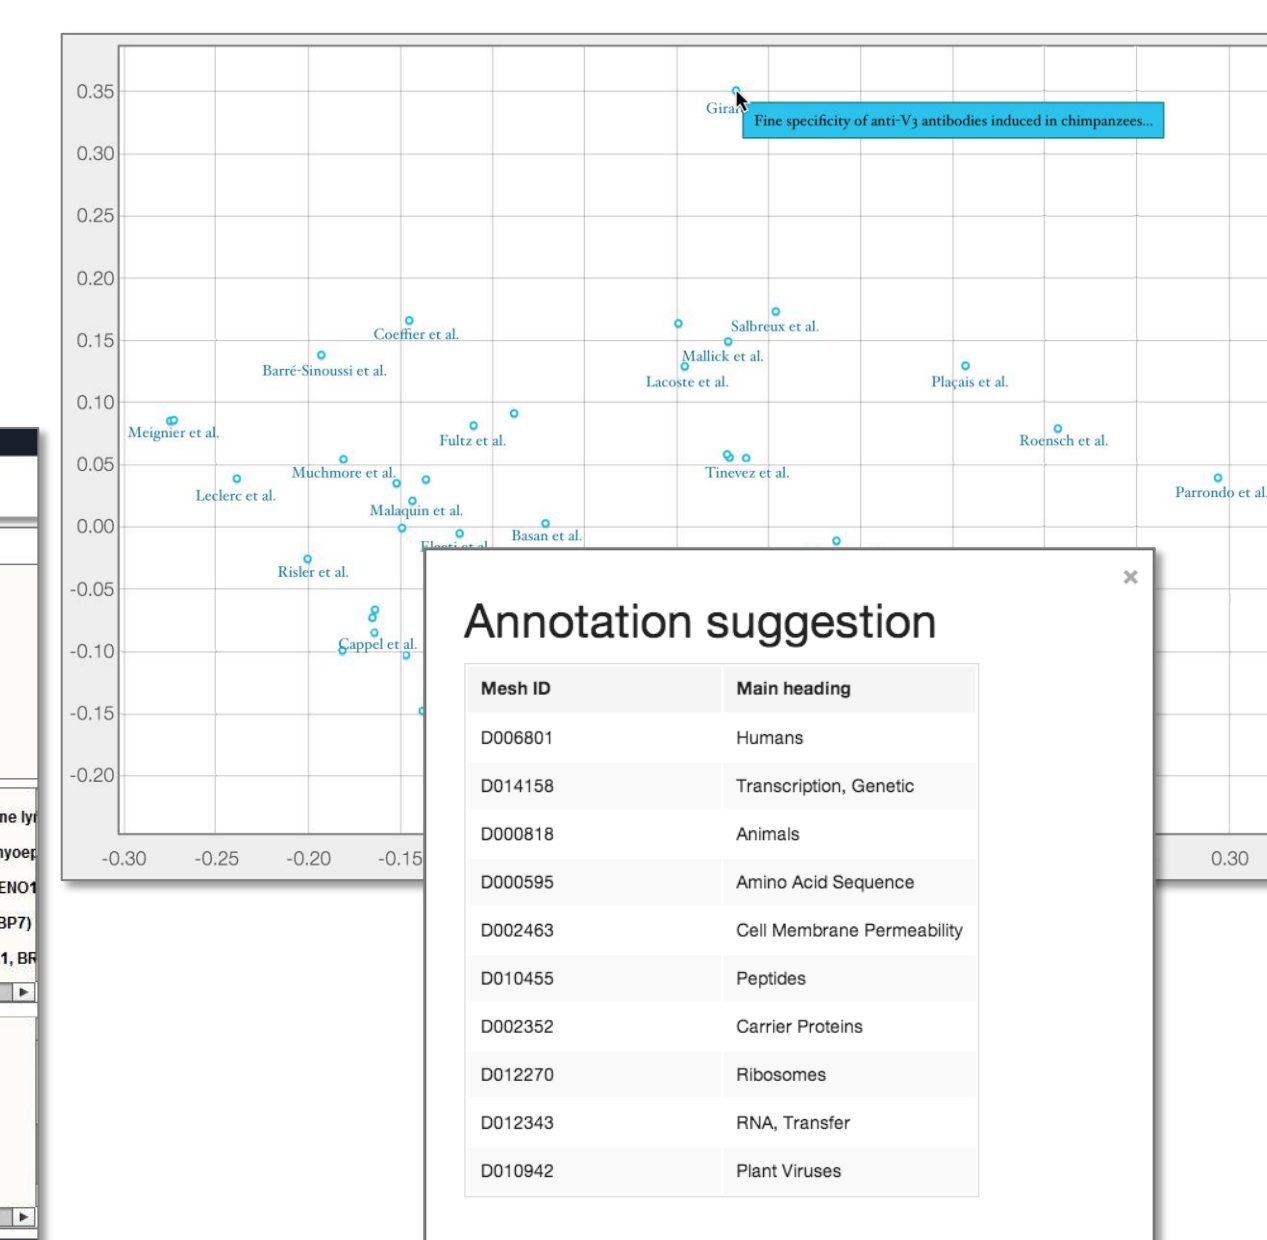 0.35
Fine specificity of anti-V3 antibodies induced in chimpanzees...
0.30
0.25
0.20
Salbreux et al.
Coeffier et al.
0.15
Mallick et al.
Barré-Sinoussi et al.
Lacoste et al.
Plaçais et al.
0.10
Meignier et al.
Fultz et al.
Roensch et al.
0.05
Muchmore et al.
Tinevez et al.
Leclerc et al.
Parrondo et al.
Malaquin et al.
0.00
Basan et al.
Risler et al.
-0.05
Cappel et al.
-0.10
-0.15
-0.20
-0.30 -0.25 -0.20 -0.15 0.30
Annotation suggestion
Mesh ID Main heading
D006801 Humans
D014158 Transcription, Genetic
D000818 Animals
D000595 Amino Acid Sequence
D002463 Cell Membrane Permeability
D010455 Peptides
D002352 Carrier Proteins
D012270 Ribosomes
D012343 RNA, Transfer
D010942 Plant Viruses
ENO1
BP7)
1, BR